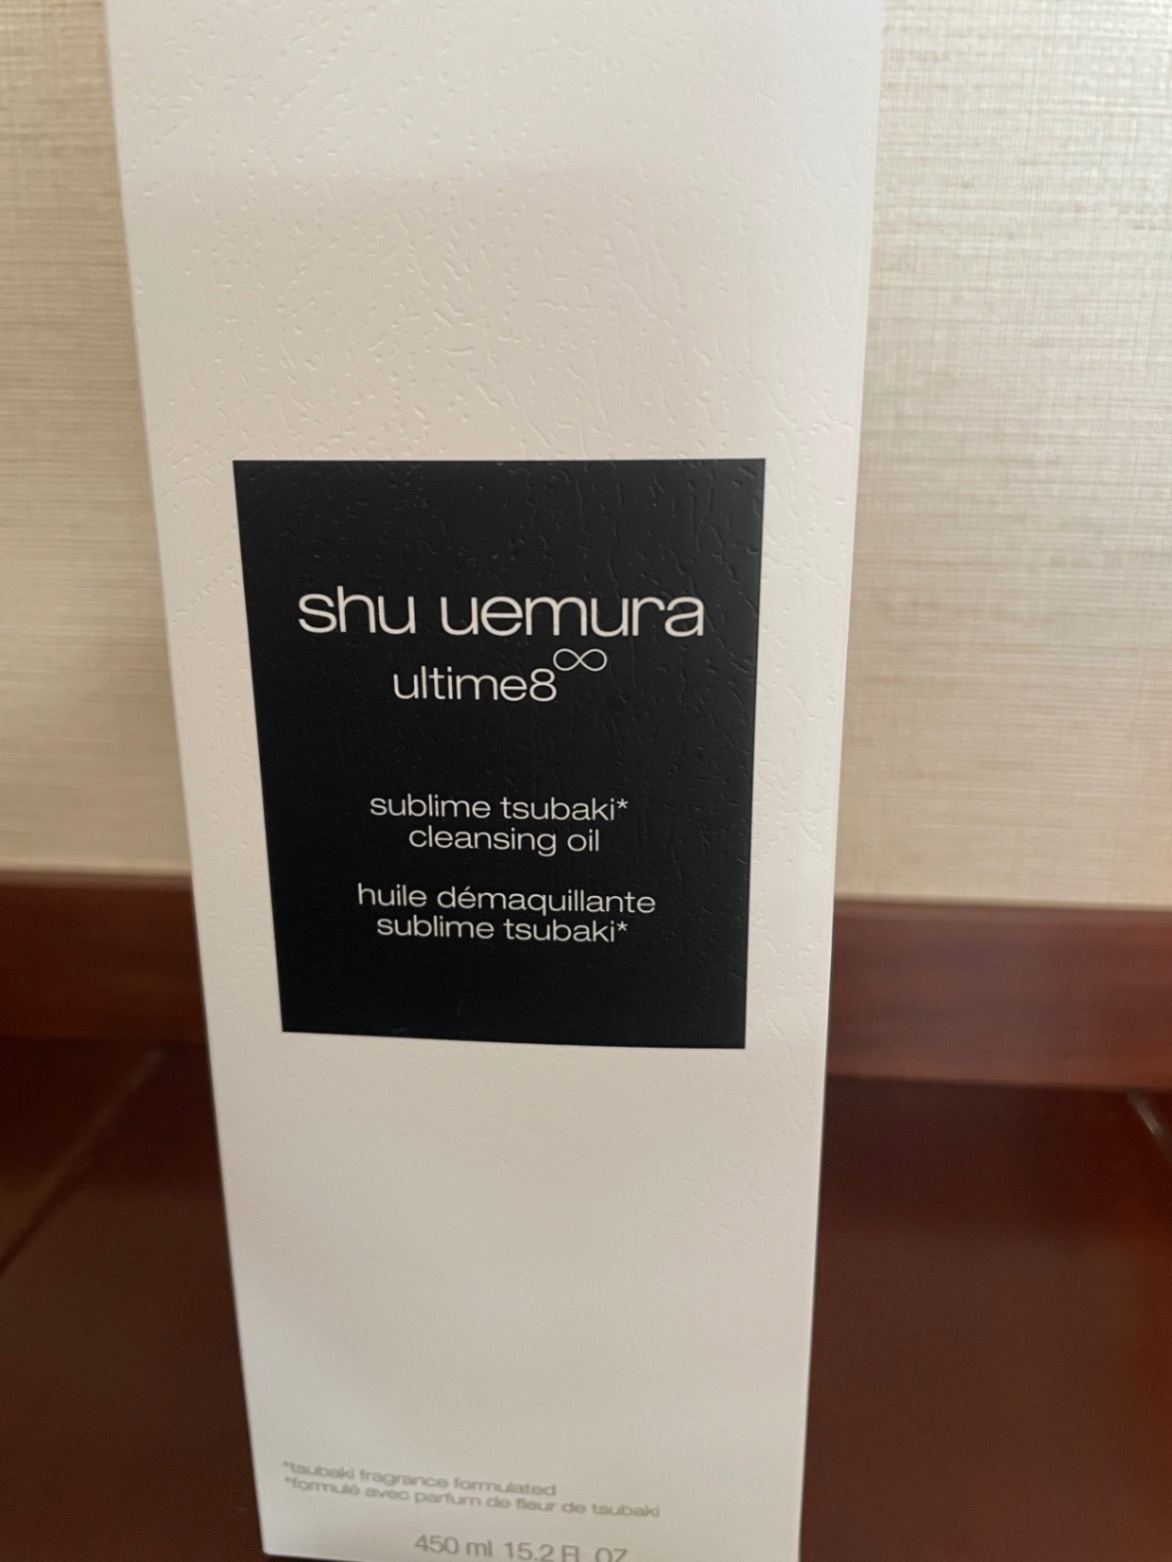 shu uemura
ultime8∞
sublime tsubaki*
cleansing oil
huile démaquillante
sublime tsubaki*
*tsubaki fragrance formulated
*formulé avec parfum de fleur de tsubaki
450 ml 15.2 Fl. OZ